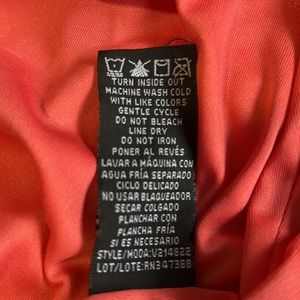 TURN INSIDE OUT
MACHINE WASH COLD
WITH LIKE COLORS
GENTLE CYCLE
DO NOT BLEACH
LINE DRY
DO NOT IRON
PONER AL REVÉS
LAVAR A MÁQUINA CON
AGUA FRÍA SEPARADO
CICLO DELICADO
NO USAR BLAQUEADOR
SECAR COLGADO
PLANCHAR CON
PLANCHA FRÍA
SI ES NECESARIO
STYLE/MODA:V214622
LOT/LOTE:RN347388